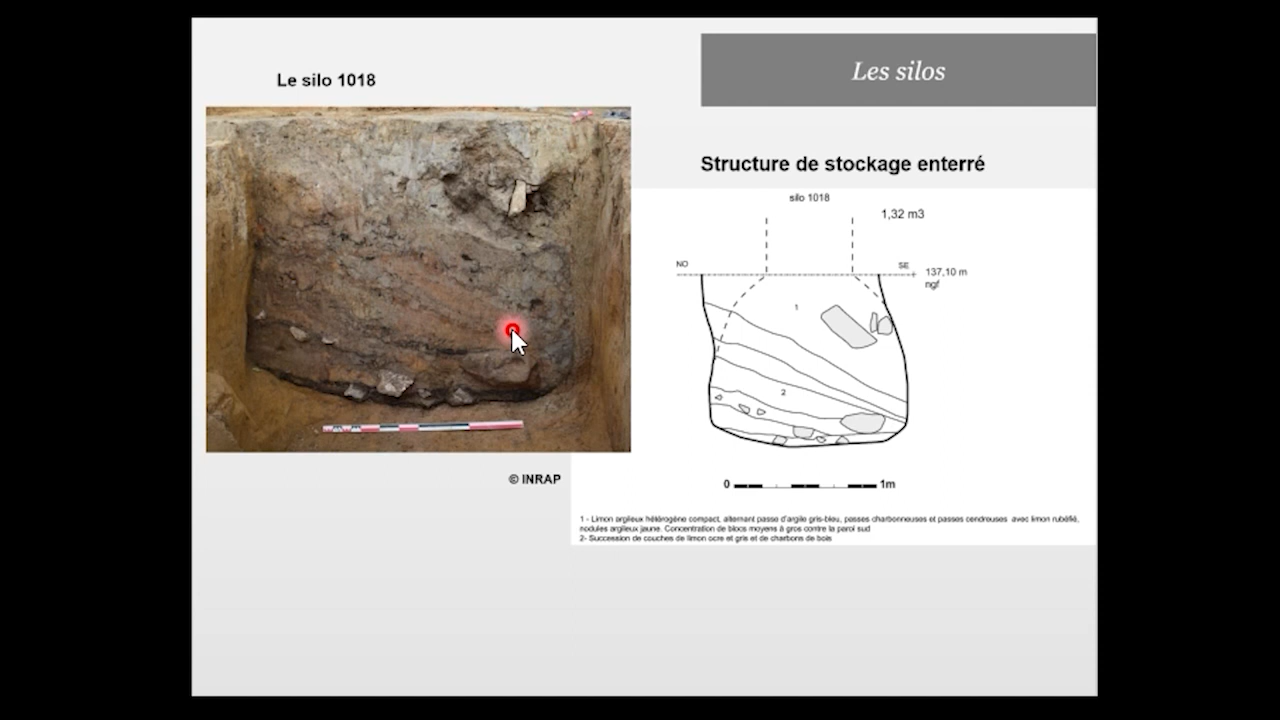 Les silos
Le silo 1018
Structure de stockage enterré
silo 1018
1,32 m3
NO
SE
137,10 m
ngf
1
2
0
1m
© INRAP
1 - Limon argileux hétérogène compact, alternant passe d'argile gris-bleu, passes charbonneuses et passes cendreuses avec limon rubéfié,
nodules argileux jaune. Concentration de blocs moyens à gros contre la paroi sud
2- Succession de couches de limon ocre et gris et de charbons de bois